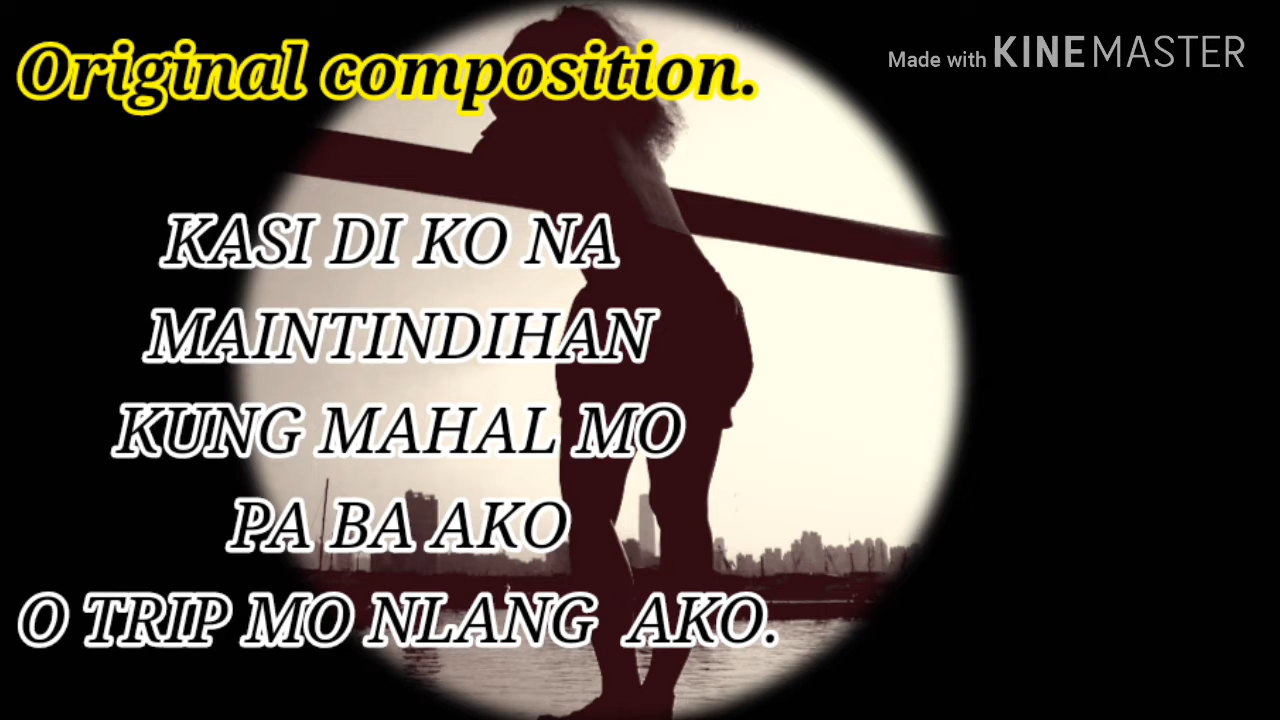 Original composition.
Made with KINEMASTER
KASI DI KO NA
MAINTINDIHAN
KUNG MAHAL MO
PA BA AKO
O TRIP MO NLANG AKO.